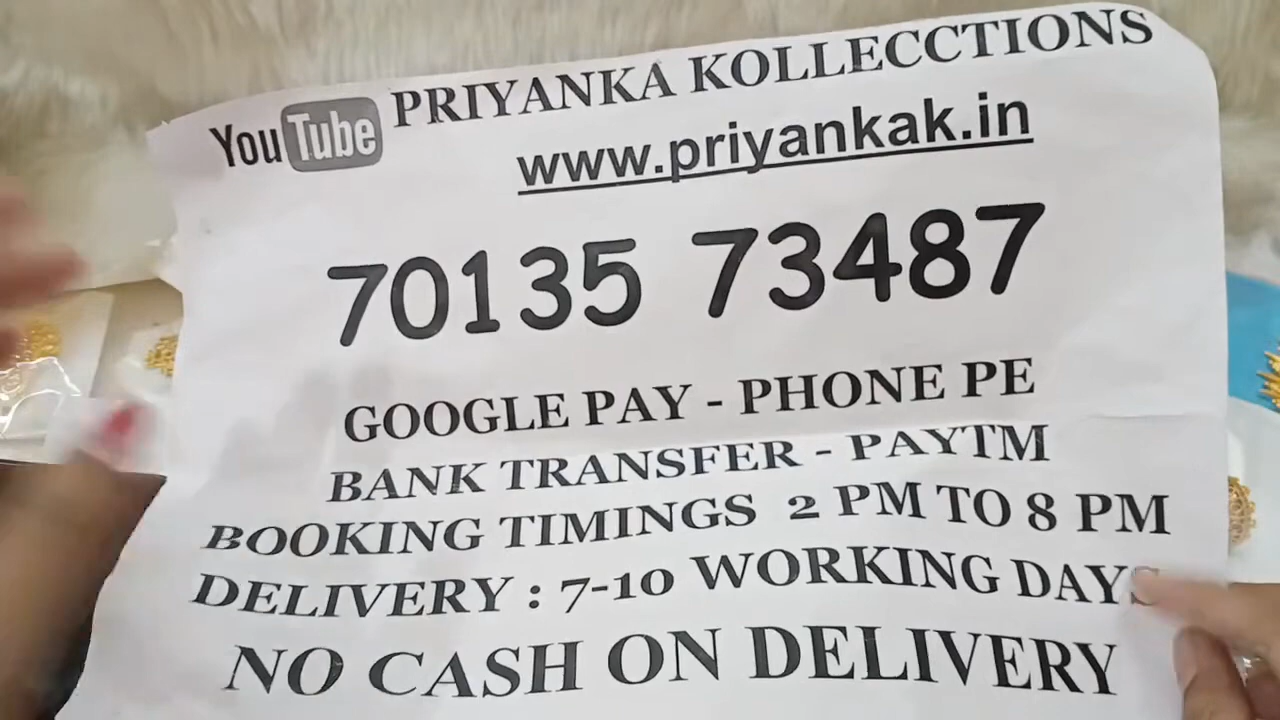 YouTube PRIYANKA KOLLECCTIONS
www.priyankak.in
70135 73487
GOOGLE PAY - PHONE PE
BANK TRANSFER - PAYTM
BOOKING TIMINGS 2 PM TO 8 PM
DELIVERY : 7-10 WORKING DAYS
NO CASH ON DELIVERY